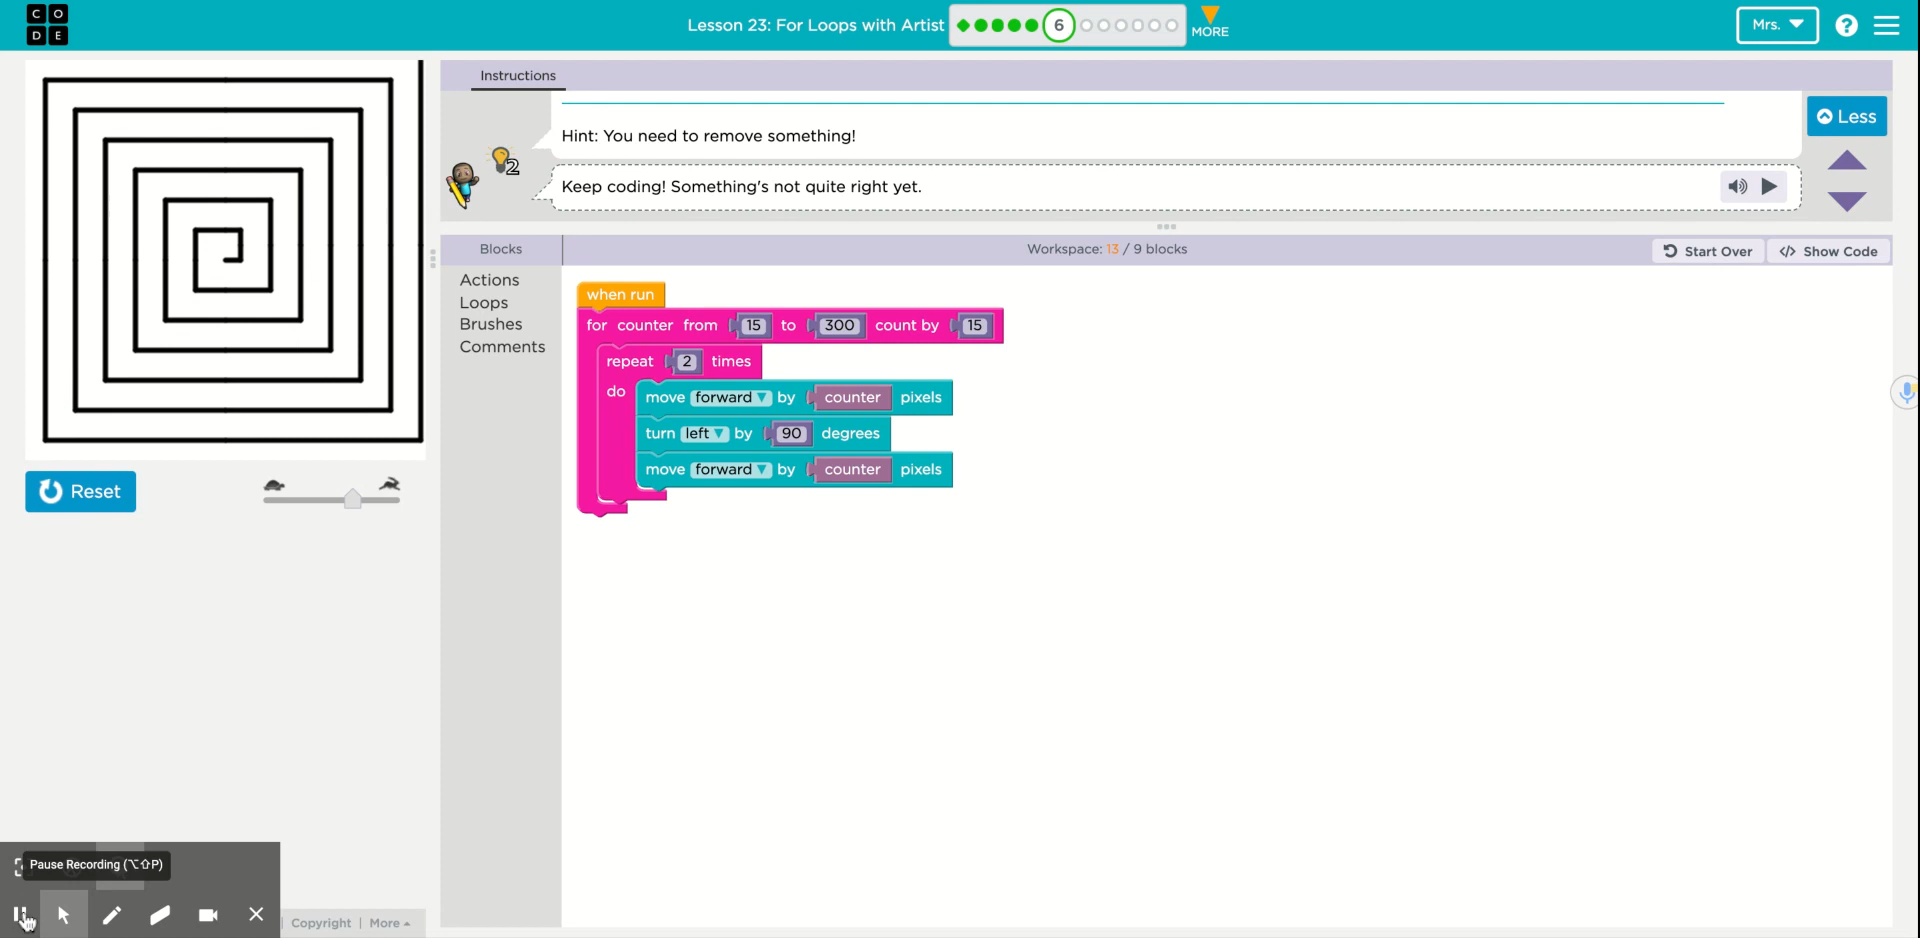 C O
D E
Lesson 23: For Loops with Artist
6
MORE
Mrs.
?
Instructions
Hint: You need to remove something!
2
Keep coding! Something's not quite right yet.
Less
Reset
Blocks
Workspace: 13 / 9 blocks
Start Over
</> Show Code
Actions
Loops
Brushes
Comments
when run
for counter from 15 to 300 count by 15
repeat 2 times
do
move forward by counter pixels
turn left by 90 degrees
move forward by counter pixels
Pause Recording (⌥⇧P)
| Copyright | More